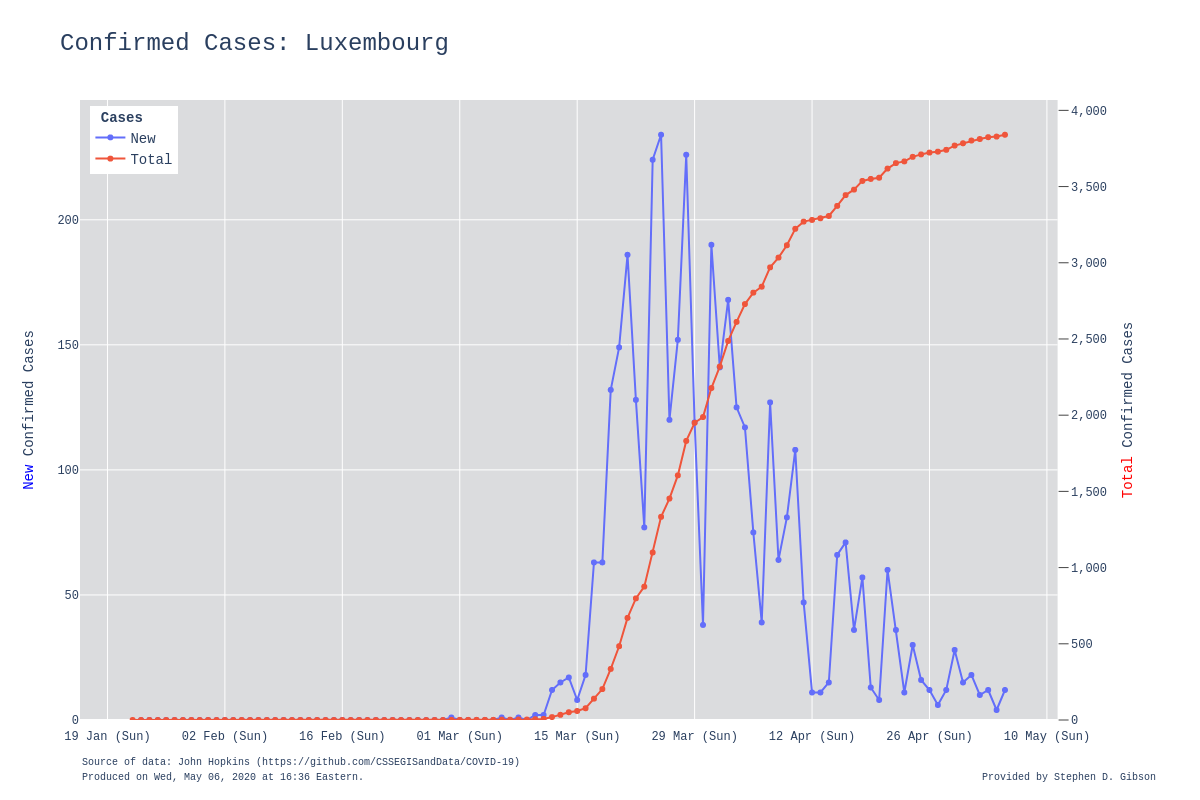 Confirmed Cases: Luxembourg
Cases
New
Total
200
150
100
50
0
New Confirmed Cases
4,000
3,500
3,000
2,500
2,000
1,500
1,000
500
0
Total Confirmed Cases
19 Jan (Sun) 02 Feb (Sun) 16 Feb (Sun) 01 Mar (Sun) 15 Mar (Sun) 29 Mar (Sun) 12 Apr (Sun) 26 Apr (Sun) 10 May (Sun)
Source of data: John Hopkins (https://github.com/CSSEGISandData/COVID-19)
Produced on Wed, May 06, 2020 at 16:36 Eastern.
Provided by Stephen D. Gibson